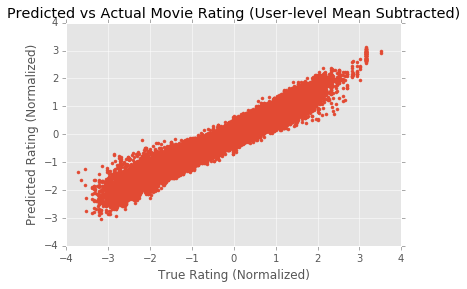 Predicted vs Actual Movie Rating (User-level Mean Subtracted)
4
3
2
1
0
−1
−2
−3
−4
Predicted Rating (Normalized)
−4 −3 −2 −1 0 1 2 3 4
True Rating (Normalized)